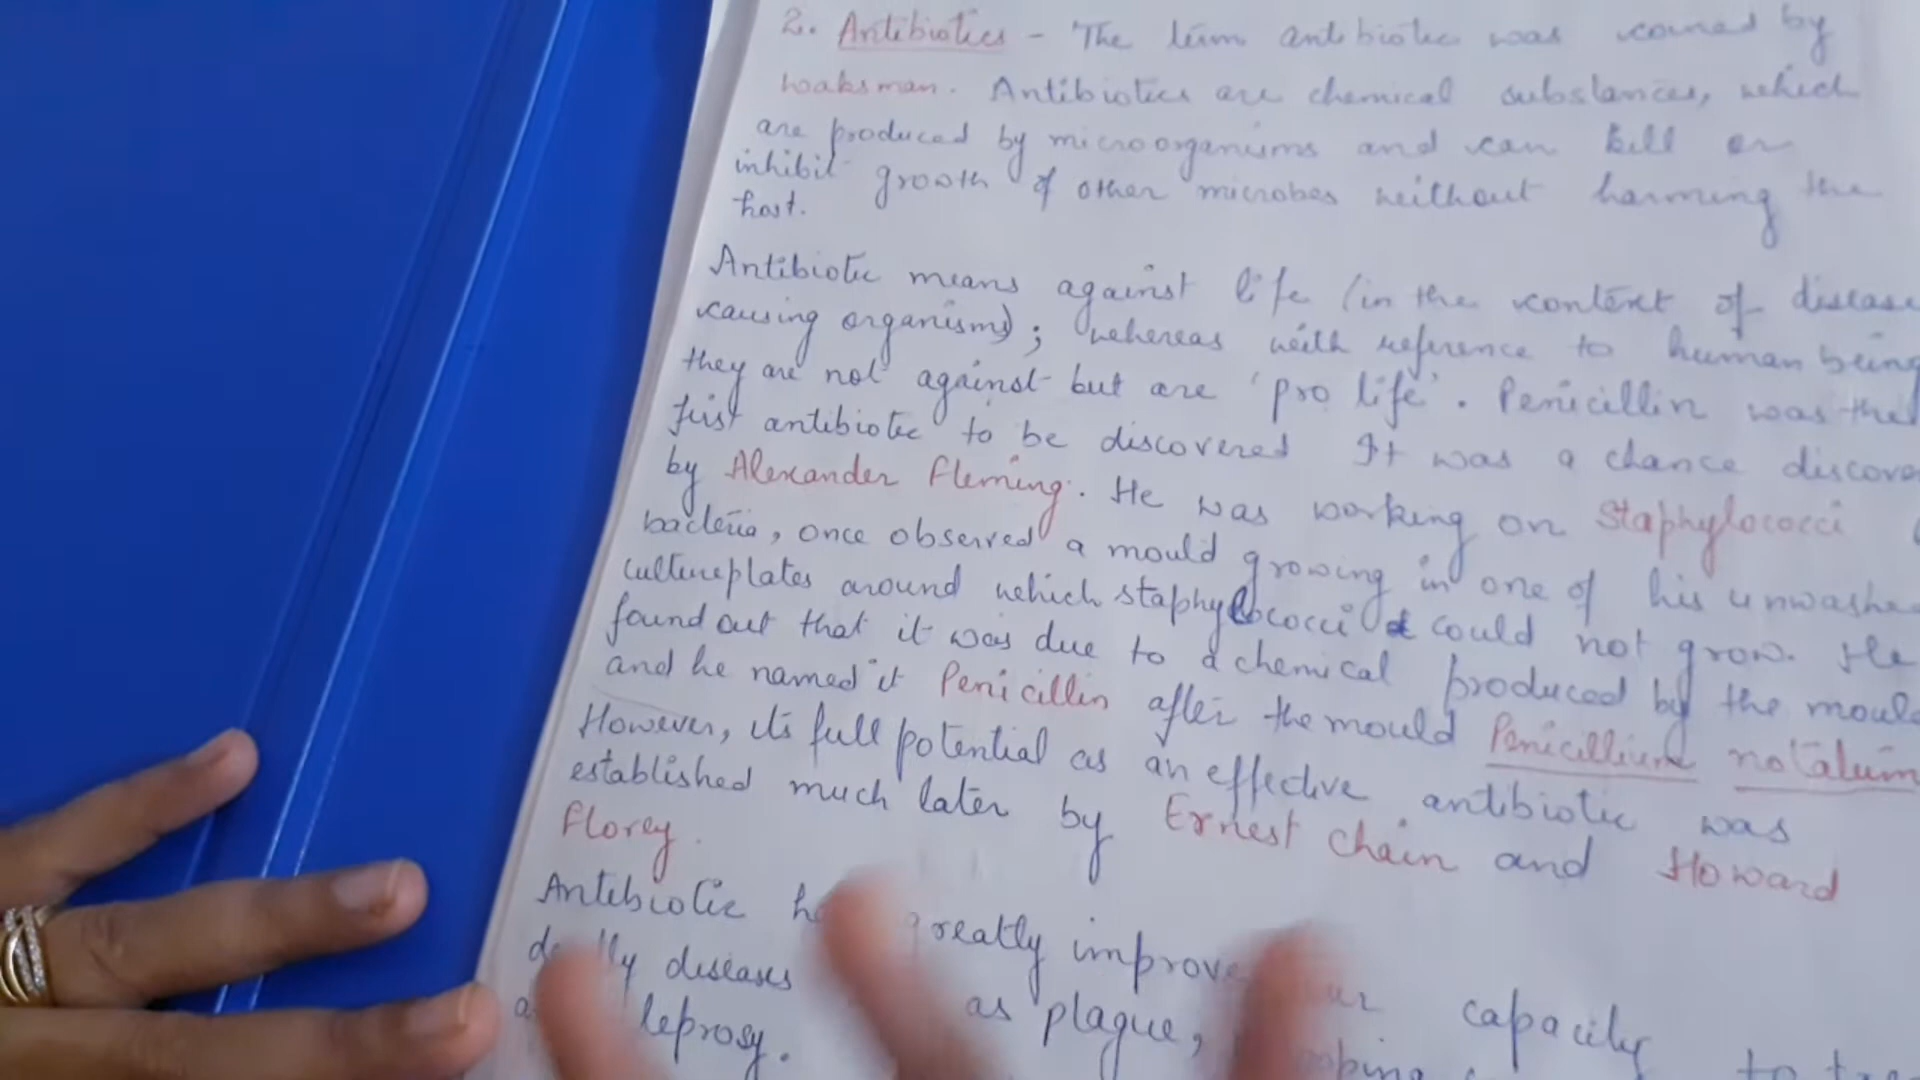 2. Antibiotics - The term antibiotic was coined by
Waksman. Antibiotics are chemical substances, which
are produced by microorganisms and can kill or
inhibit growth of other microbes without harming the
host.
Antibiotic means against life (in the context of disease
causing organisms); whereas with reference to human being
they are not against but are 'pro life'. Penicillin was the
first antibiotic to be discovered It was a chance discove
by Alexander Fleming. He was working on Staphylococci
bacteria, once observed a mould growing in one of his unwashe
culture plates around which staphylococci could not grow. He
found out that it was due to a chemical produced by the moul
and he named it Penicillin after the mould Penicillium notatum
However, its full potential as an effective antibiotic was
established much later by Ernest Chain and Howard
Florey.
Antibiotic greatly improve capacity to
diseases as plague,
leprosy.